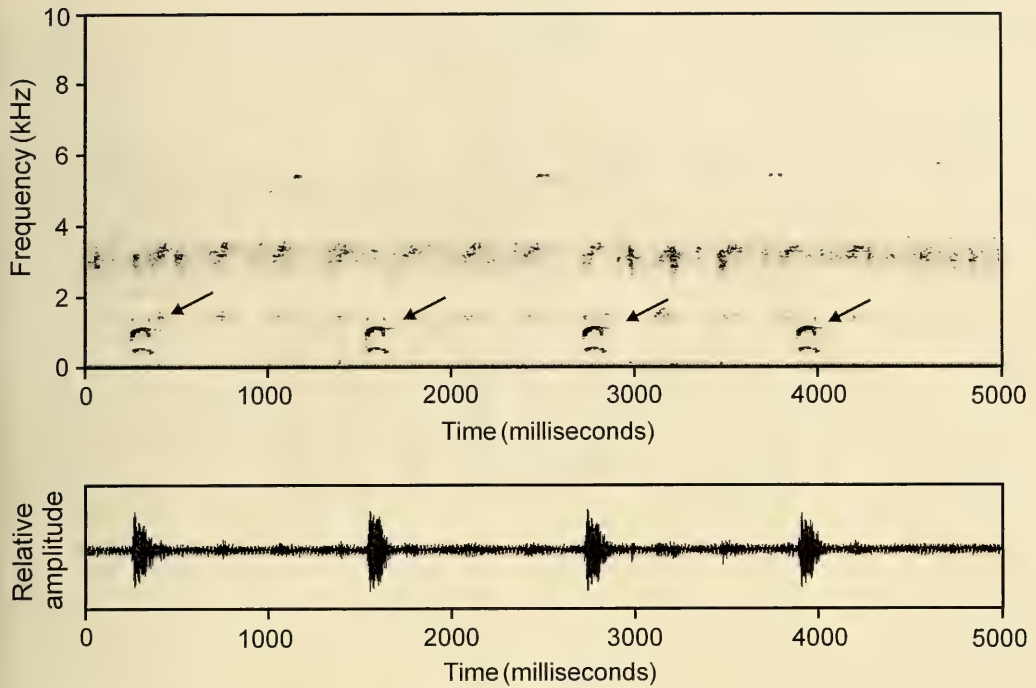 10
8
6
4
2
0
Frequency (kHz)
0 1000 2000 3000 4000 5000
Time (milliseconds)
Relative
amplitude
0 1000 2000 3000 4000 5000
Time (milliseconds)